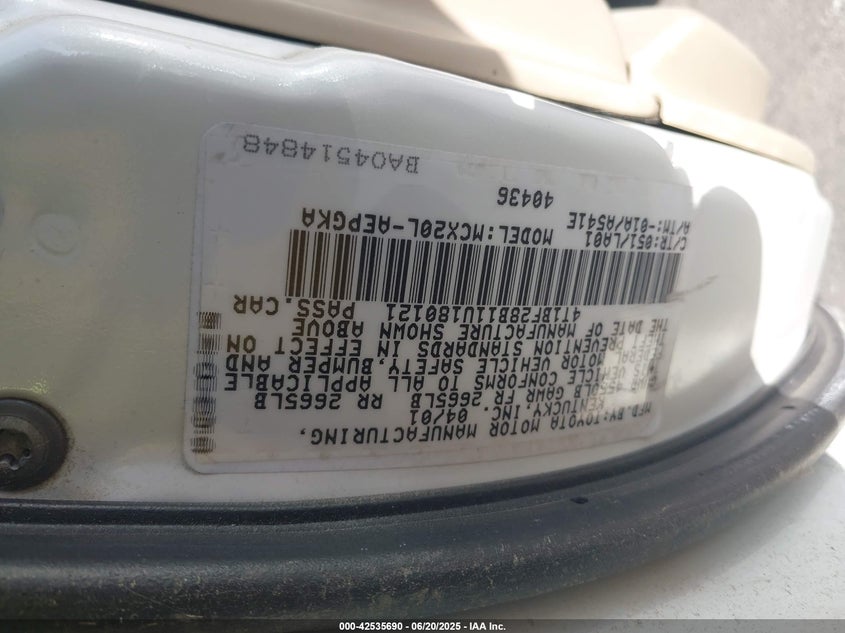 MFD.BY:TOYOTA MOTOR MANUFACTURING,
KENTUCKY, INC. 04/01
4550LB GAWR FR 2665LB RR 2665LB
THIS VEHICLE CONFORMS TO ALL APPLICABLE
FEDERAL MOTOR VEHICLE SAFETY,BUMPER AND
THEFT PREVENTION STANDARDS IN EFFECT ON
THE DATE OF MANUFACTURE SHOWN ABOVE
4T1BF28B11U180121 PASS.CAR
C/TR:051/LA01 MODEL:MCX20L-AEPGKA
A/TM:-01A/A541E
40436
BA04514848
000-42535690 - 06/20/2025 - IAA Inc.